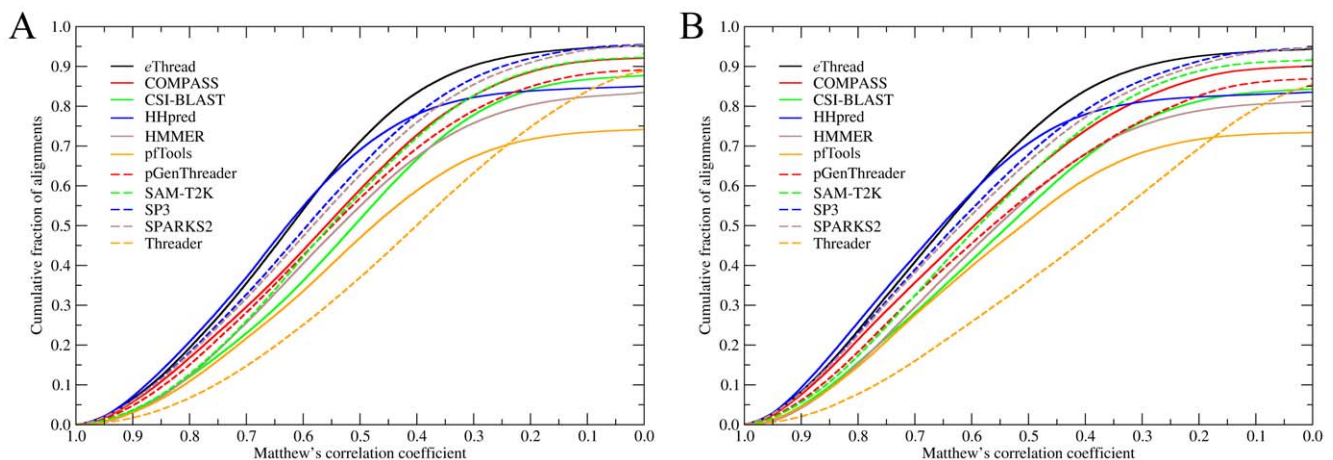 A
1.0
0.9
0.8
0.7
0.6
0.5
0.4
0.3
0.2
0.1
0.0
Cumulative fraction of alignments
eThread
COMPASS
CSI-BLAST
HHpred
HMMER
pfTools
pGenThreader
SAM-T2K
SP3
SPARKS2
Threader
1.0 0.9 0.8 0.7 0.6 0.5 0.4 0.3 0.2 0.1 0.0
Matthew's correlation coefficient
B
1.0
0.9
0.8
0.7
0.6
0.5
0.4
0.3
0.2
0.1
0.0
Cumulative fraction of alignments
eThread
COMPASS
CSI-BLAST
HHpred
HMMER
pfTools
pGenThreader
SAM-T2K
SP3
SPARKS2
Threader
1.0 0.9 0.8 0.7 0.6 0.5 0.4 0.3 0.2 0.1 0.0
Matthew's correlation coefficient